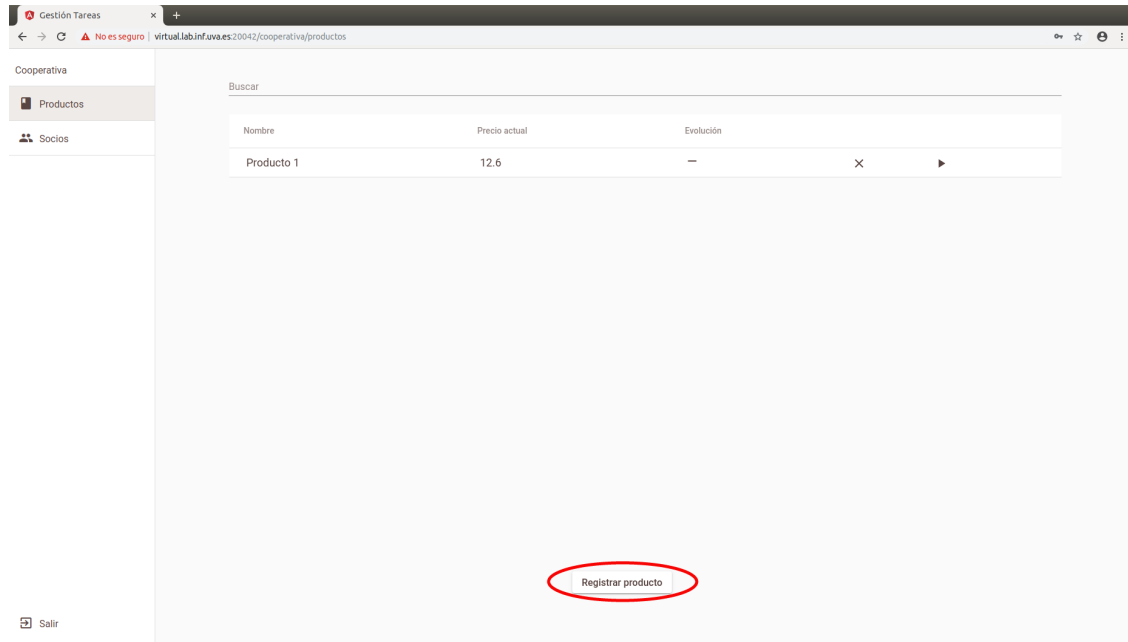 Gestión Tareas
No es seguro | virtual.lab.inf.uva.es:20042/cooperativa/productos
Cooperativa
Productos
Socios
Buscar
Nombre Precio actual Evolución
Producto 1 12.6
Registrar producto
Salir